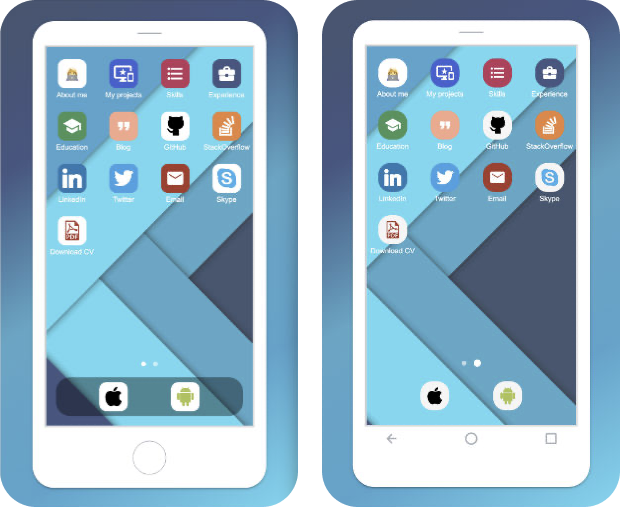 About me My projects Skills Experience
Education Blog GitHub StackOverflow
LinkedIn Twitter Email Skype
PDF
Download CV
About me My projects Skills Experience
Education Blog GitHub StackOverflow
LinkedIn Twitter Email Skype
PDF
Download CV